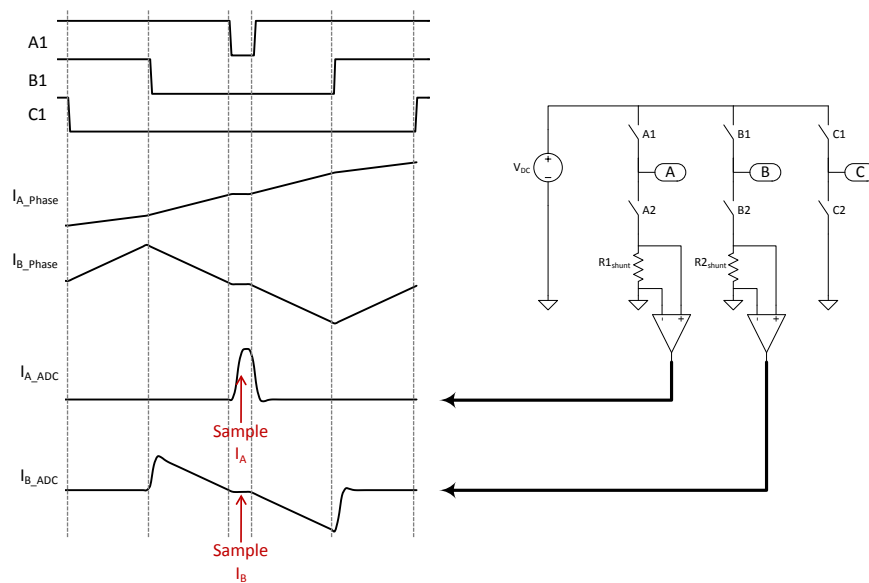 A1
B1
C1
I_A_Phase
I_B_Phase
I_A_ADC
Sample
I_A
I_B_ADC
Sample
I_B
V_DC
+
−
A1
B1
C1
A
B
C
A2
B2
C2
R1_shunt
R2_shunt
- +
- +